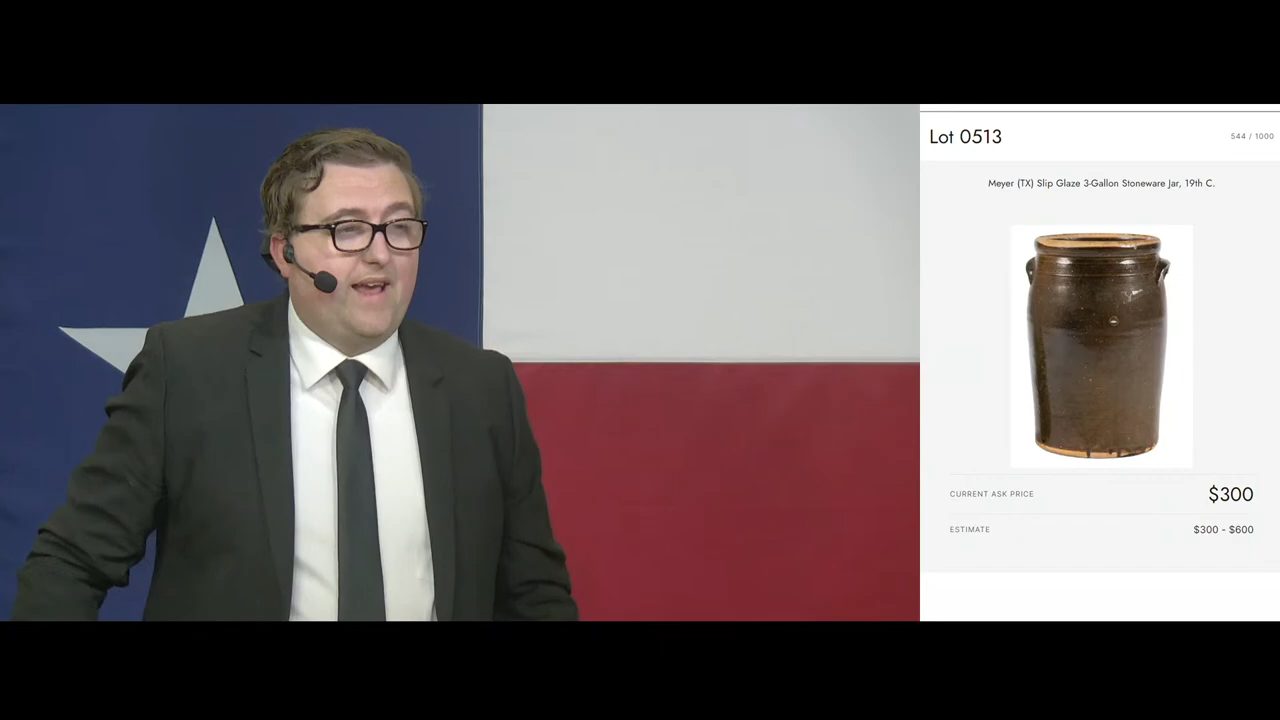 Lot 0513
544 / 1000
Meyer (TX) Slip Glaze 3-Gallon Stoneware Jar, 19th C.
CURRENT ASK PRICE
$300
ESTIMATE
$300 - $600